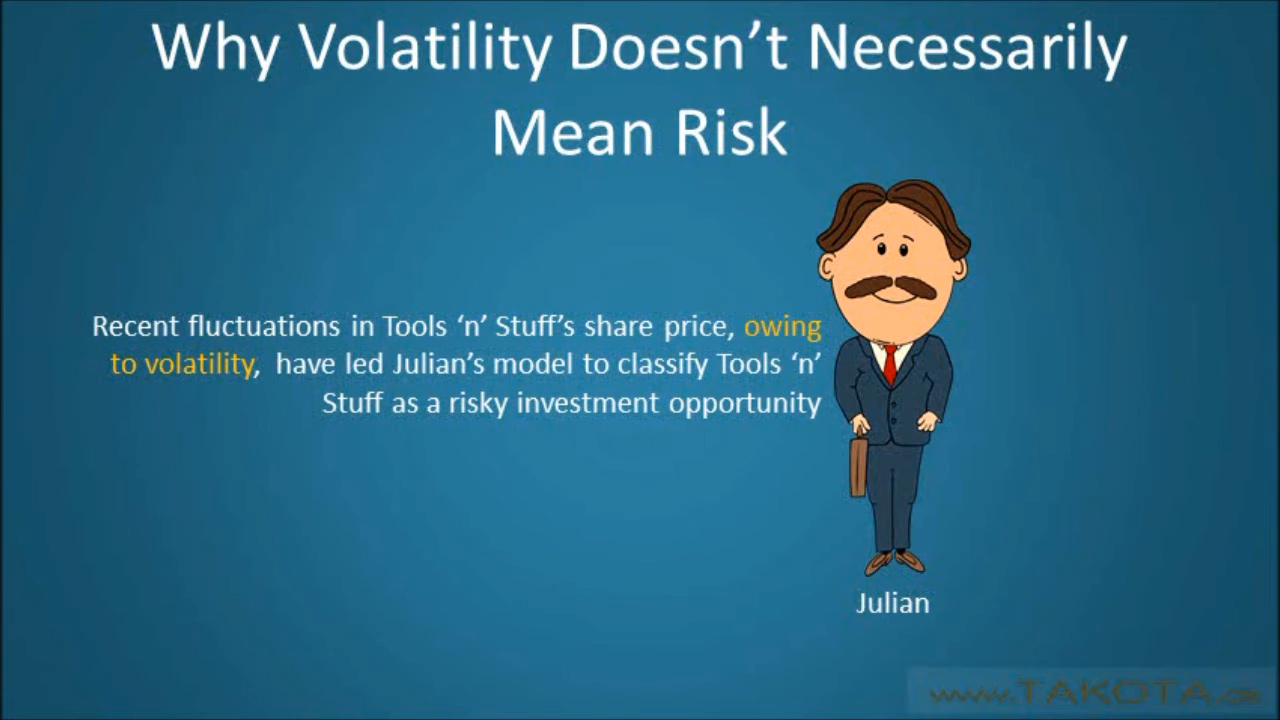 Why Volatility Doesn’t Necessarily
Mean Risk
Recent fluctuations in Tools ‘n’ Stuff’s share price, owing
to volatility, have led Julian’s model to classify Tools ‘n’
Stuff as a risky investment opportunity
Julian
www.TAKOTA.ca